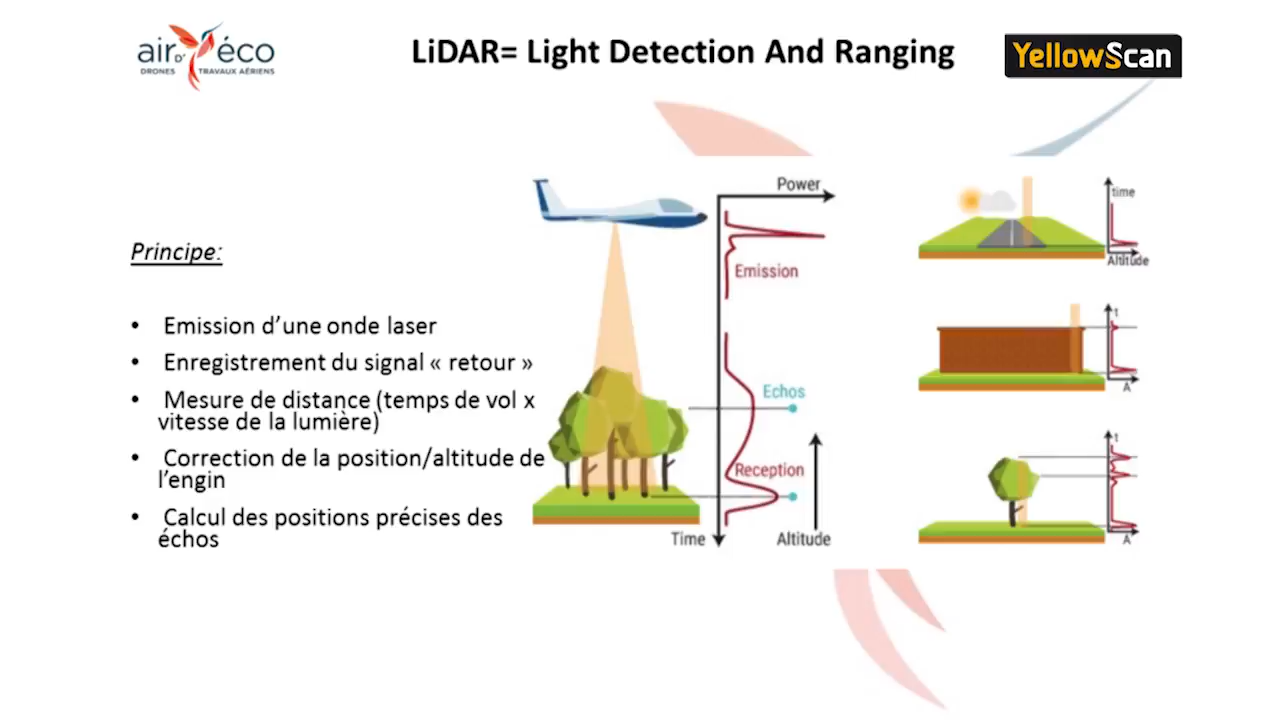 air D' éco
DRONES TRAVAUX AÉRIENS
LiDAR= Light Detection And Ranging
YellowScan
Principe:
• Emission d’une onde laser
• Enregistrement du signal « retour »
• Mesure de distance (temps de vol x
vitesse de la lumière)
• Correction de la position/altitude de
l’engin
• Calcul des positions précises des
échos
Power
Emission
Echos
Reception
Time
Altitude
time
Altitude
t
A
t
A